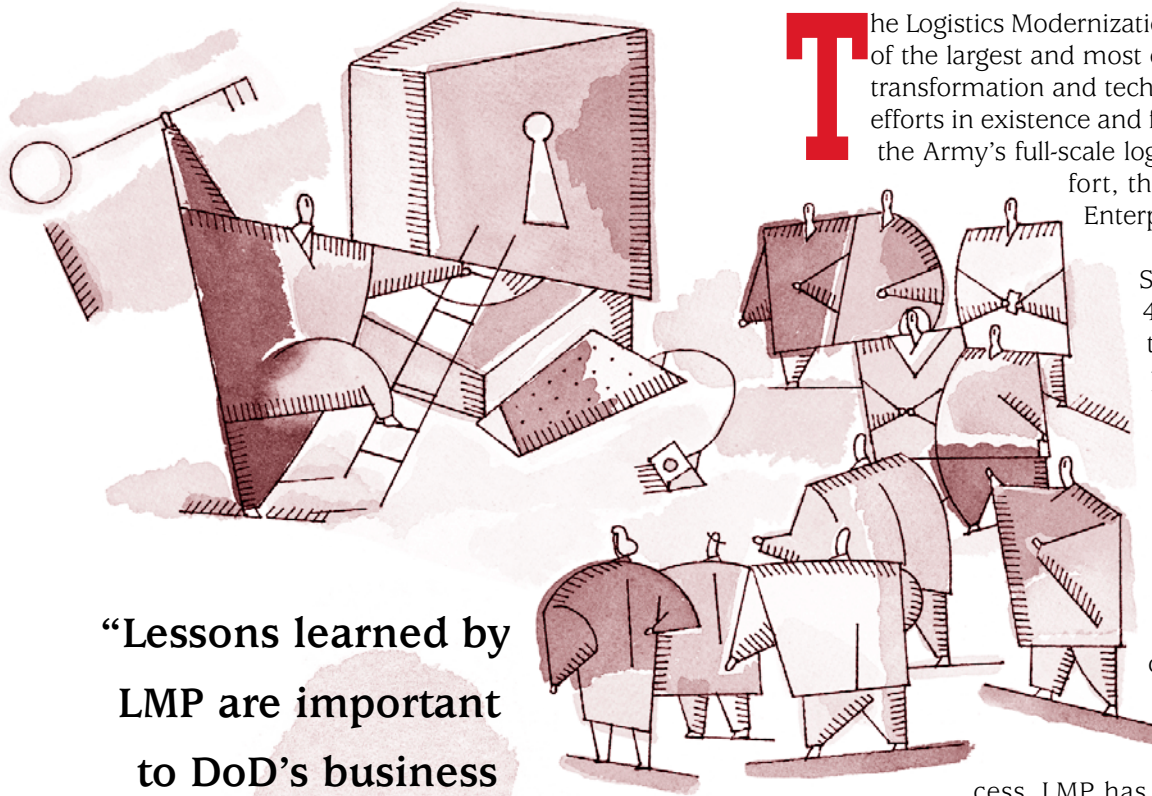 The Logistics Modernizatio
of the largest and most
transformation and tech
efforts in existence and
the Army's full-scale log
fort, th
Enterp
S
4
t
“Lessons learned by
LMP are important
to DoD's business
cess, LMP has